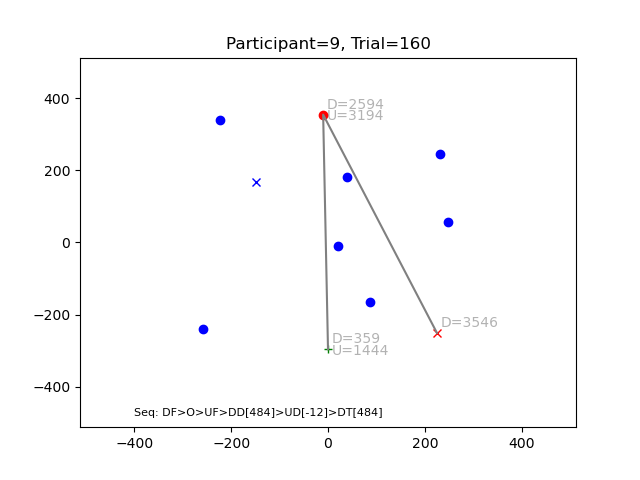 Participant=9, Trial=160
400
200
0
−200
−400
D=2594
U=3194
D=3546
D=359
U=1444
Seq: DF>O>UF>DD[484]>UD[-12]>DT[484]
−400
−200
0
200
400